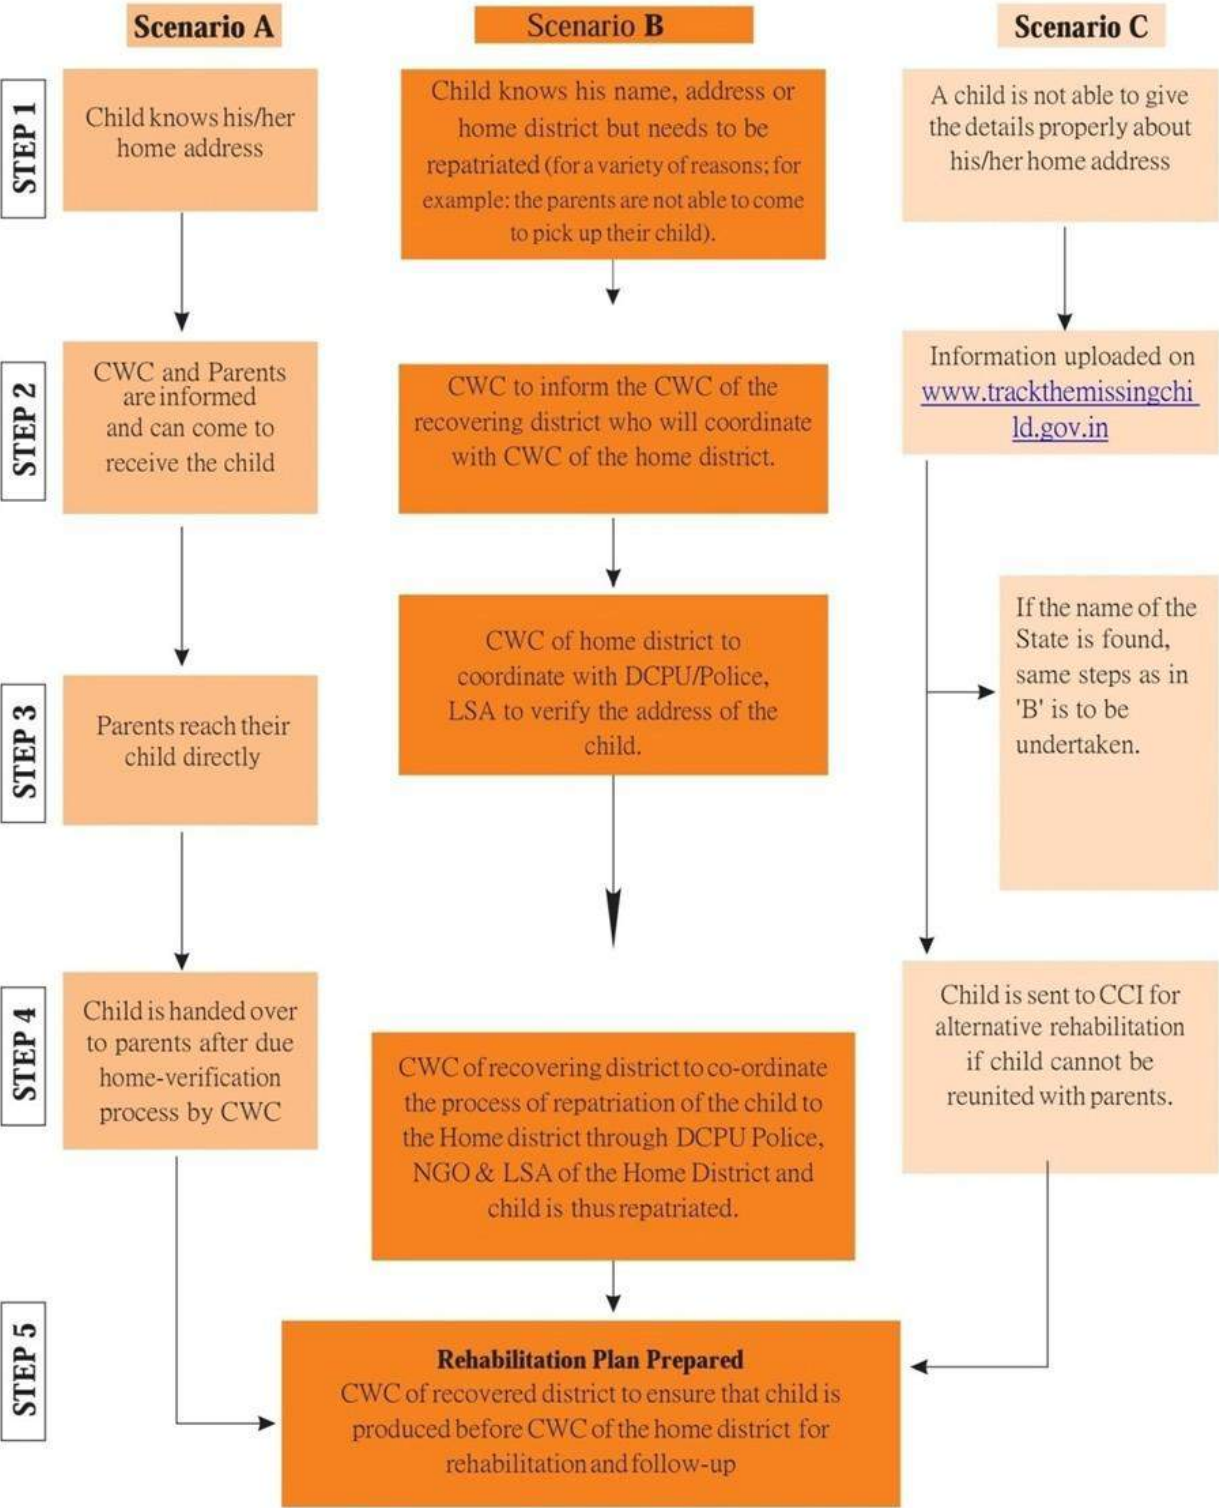 Scenario A
Scenario B
Scenario C
STEP 1
Child knows his/her
home address
Child knows his name, address or
home district but needs to be
repatriated (for a variety of reasons; for
example: the parents are not able to come
to pick up their child).
A child is not able to give
the details properly about
his/her home address
STEP 2
CWC and Parents
are informed
and can come to
receive the child
CWC to inform the CWC of the
recovering district who will coordinate
with CWC of the home district.
Information uploaded on
www.trackthemissingchi
ld.gov.in
STEP 3
Parents reach their
child directly
CWC of home district to
coordinate with DCPU/Police,
LSA to verify the address of the
child.
If the name of the
State is found,
same steps as in
'B' is to be
undertaken.
STEP 4
Child is handed over
to parents after due
home-verification
process by CWC
CWC of recovering district to co-ordinate
the process of repatriation of the child to
the Home district through DCPU Police,
NGO & LSA of the Home District and
child is thus repatriated.
Child is sent to CCI for
alternative rehabilitation
if child cannot be
reunited with parents.
STEP 5
Rehabilitation Plan Prepared
CWC of recovered district to ensure that child is
produced before CWC of the home district for
rehabilitation and follow-up